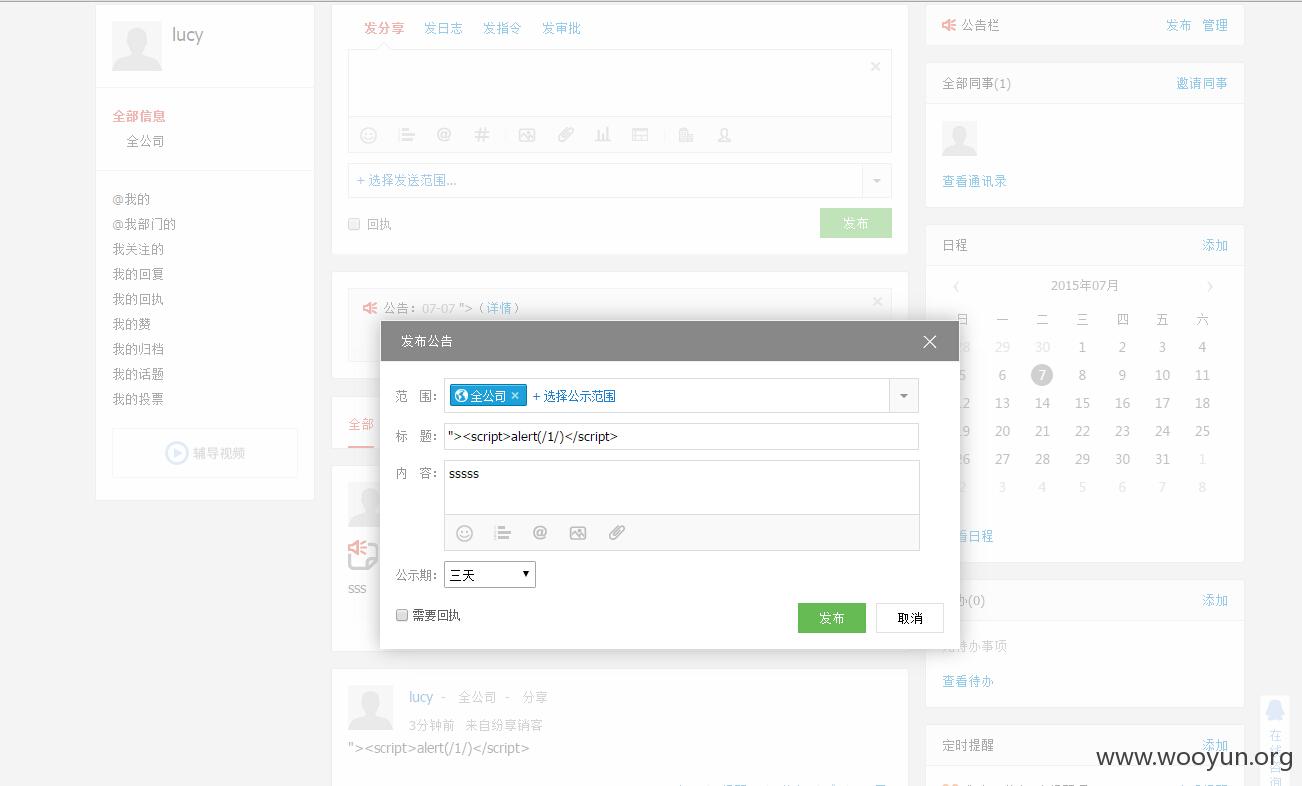 lucy
全部信息
全公司
@我的
@我部门的
我关注的
我的回复
我的回执
我的赞
我的归档
我的话题
我的投票
辅导视频
发分享 发日志 发指令 发审批
+ 选择发送范围...
回执
发布
公告：07-07 ">（详情）
全部
sss
发布公告
范 围：全公司 × + 选择公示范围
标 题："><script>alert(/1/)</script>
内 容：sssss
公示期：三天
需要回执
发布 取消
lucy - 全公司 - 分享
3分钟前 来自纷享销客
"><script>alert(/1/)</script>
公告栏 发布 管理
全部同事(1) 邀请同事
查看通讯录
日程 添加
2015年07月
日 一 二 三 四 五 六
28 29 30 1 2 3 4
5 6 7 8 9 10 11
12 13 14 15 16 17 18
19 20 21 22 23 24 25
26 27 28 29 30 31 1
2 3 4 5 6 7 8
看日程
办(0) 添加
待办事项
查看待办
定时提醒 添加
在
www.wooyun.org